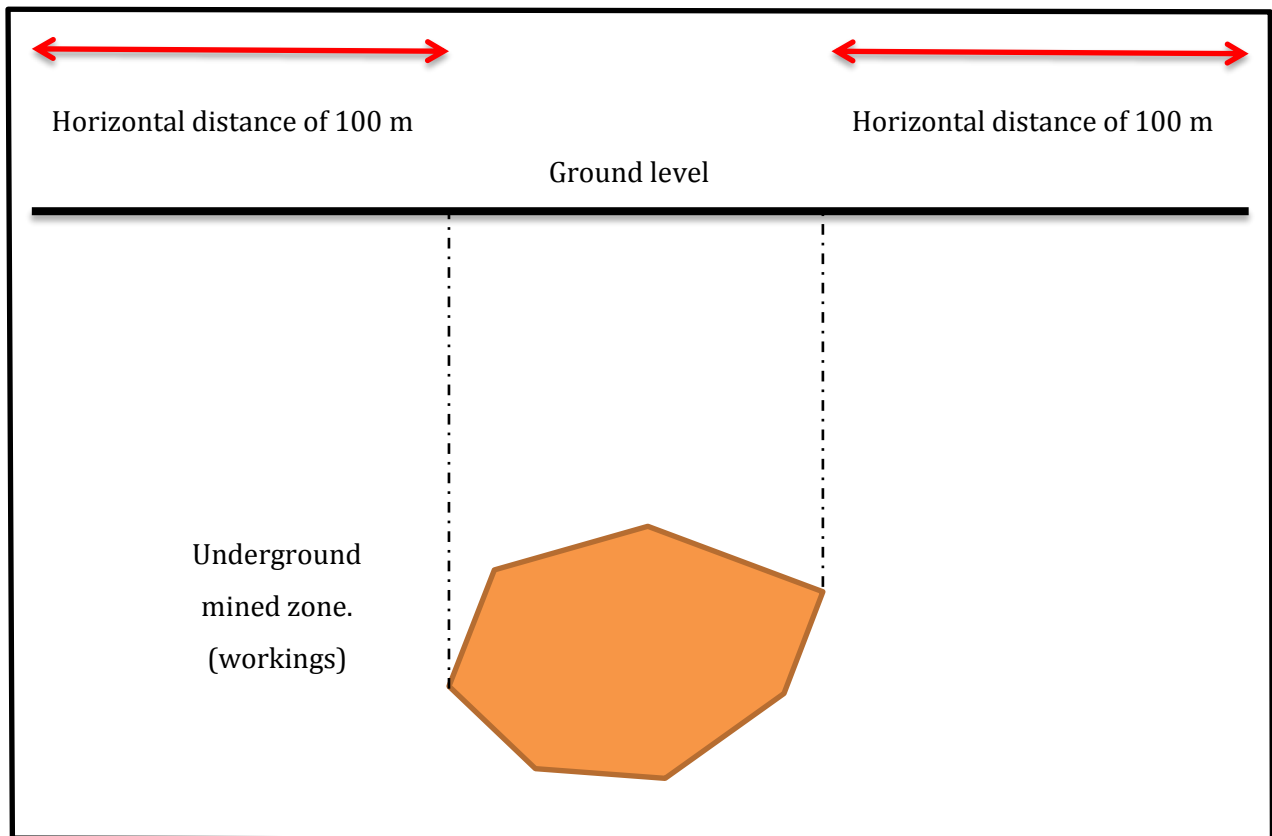 Horizontal distance of 100 m
Horizontal distance of 100 m
Ground level
Underground
mined zone.
(workings)